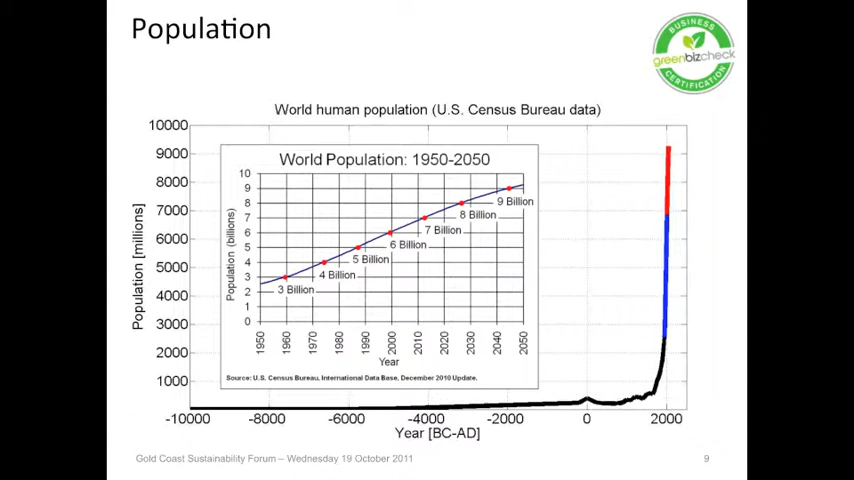 Population
BUSINESS
greenbizcheck
CERTIFICATION
World human population (U.S. Census Bureau data)
Population [millions]
10000
9000
8000
7000
6000
5000
4000
3000
2000
1000
World Population: 1950-2050
Population (billions)
10
9
8
7
6
5
4
3
2
1
0
9 Billion
8 Billion
7 Billion
6 Billion
5 Billion
4 Billion
3 Billion
1950 1960 1970 1980 1990 2000 2010 2020 2030 2040 2050
Year
Source: U.S. Census Bureau, International Data Base, December 2010 Update.
-10000 -8000 -6000 -4000 -2000 0 2000
Year [BC-AD]
Gold Coast Sustainability Forum – Wednesday 19 October 2011 9